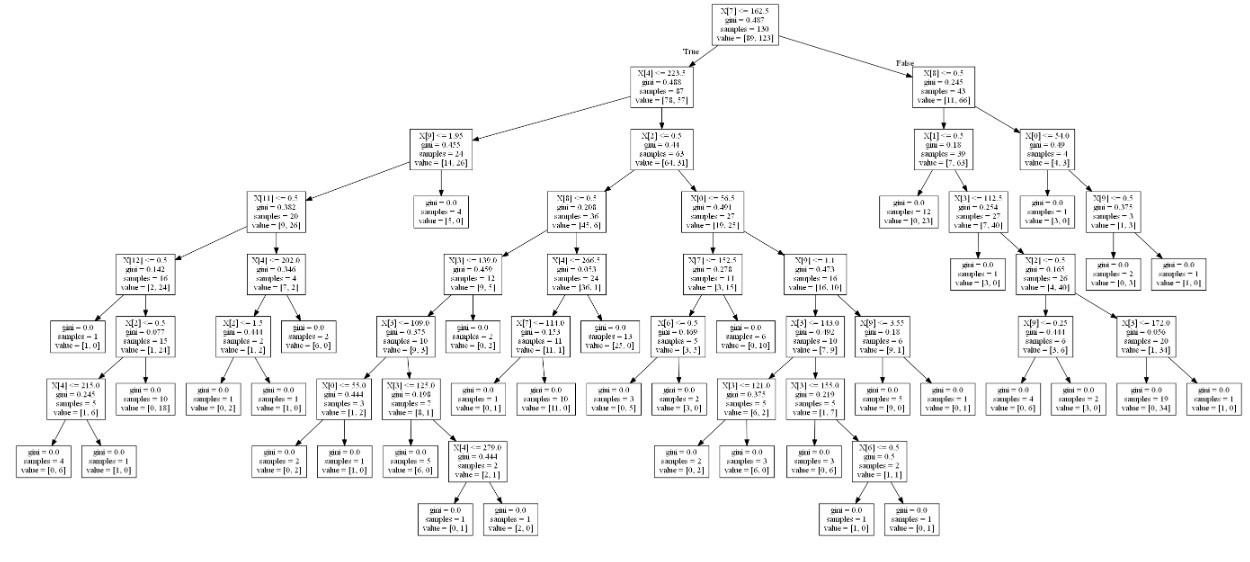 X[7] <= 162.5
gini = 0.487
samples = 130
value = [89, 123]
True
False
X[4] <= 223.5
gini = 0.488
samples = 87
value = [78, 57]
X[8] <= 0.5
gini = 0.245
samples = 43
value = [11, 66]
X[9] <= 1.95
gini = 0.455
samples = 24
value = [14, 26]
X[2] <= 0.5
gini = 0.44
samples = 63
value = [64, 31]
X[1] <= 0.5
gini = 0.18
samples = 39
value = [7, 63]
X[0] <= 54.0
gini = 0.49
samples = 4
value = [4, 3]
X[11] <= 0.5
gini = 0.382
samples = 20
value = [9, 26]
gini = 0.0
samples = 4
value = [5, 0]
X[8] <= 0.5
gini = 0.208
samples = 36
value = [45, 6]
X[0] <= 56.5
gini = 0.491
samples = 27
value = [19, 25]
gini = 0.0
samples = 12
value = [0, 23]
X[3] <= 112.5
gini = 0.254
samples = 27
value = [7, 40]
gini = 0.0
samples = 1
value = [3, 0]
X[9] <= 0.5
gini = 0.375
samples = 3
value = [1, 3]
X[12] <= 0.5
gini = 0.142
samples = 16
value = [2, 24]
X[4] <= 202.0
gini = 0.346
samples = 4
value = [7, 2]
X[3] <= 139.0
gini = 0.459
samples = 12
value = [9, 5]
X[4] <= 266.5
gini = 0.053
samples = 24
value = [36, 1]
X[7] <= 152.5
gini = 0.278
samples = 11
value = [3, 15]
X[9] <= 1.1
gini = 0.473
samples = 16
value = [16, 10]
gini = 0.0
samples = 1
value = [3, 0]
X[2] <= 0.5
gini = 0.165
samples = 26
value = [4, 40]
gini = 0.0
samples = 2
value = [0, 3]
gini = 0.0
samples = 1
value = [1, 0]
gini = 0.0
samples = 1
value = [1, 0]
X[2] <= 0.5
gini = 0.077
samples = 15
value = [1, 24]
X[2] <= 1.5
gini = 0.444
samples = 2
value = [1, 2]
gini = 0.0
samples = 2
value = [6, 0]
X[3] <= 109.0
gini = 0.375
samples = 10
value = [9, 3]
gini = 0.0
samples = 2
value = [0, 2]
X[7] <= 114.0
gini = 0.153
samples = 11
value = [11, 1]
gini = 0.0
samples = 13
value = [25, 0]
X[6] <= 0.5
gini = 0.469
samples = 5
value = [3, 5]
gini = 0.0
samples = 6
value = [0, 10]
X[3] <= 143.0
gini = 0.492
samples = 10
value = [7, 9]
X[9] <= 3.55
gini = 0.18
samples = 6
value = [9, 1]
X[9] <= 0.25
gini = 0.444
samples = 6
value = [3, 6]
X[3] <= 172.0
gini = 0.056
samples = 20
value = [1, 34]
X[4] <= 215.0
gini = 0.245
samples = 5
value = [1, 6]
gini = 0.0
samples = 10
value = [0, 18]
gini = 0.0
samples = 1
value = [0, 2]
gini = 0.0
samples = 1
value = [1, 0]
X[0] <= 55.0
gini = 0.444
samples = 3
value = [1, 2]
X[3] <= 125.0
gini = 0.198
samples = 7
value = [8, 1]
gini = 0.0
samples = 1
value = [0, 1]
gini = 0.0
samples = 10
value = [11, 0]
gini = 0.0
samples = 3
value = [0, 5]
gini = 0.0
samples = 2
value = [3, 0]
X[3] <= 121.0
gini = 0.375
samples = 5
value = [6, 2]
X[3] <= 155.0
gini = 0.219
samples = 5
value = [1, 7]
gini = 0.0
samples = 5
value = [9, 0]
gini = 0.0
samples = 1
value = [0, 1]
gini = 0.0
samples = 4
value = [0, 6]
gini = 0.0
samples = 2
value = [3, 0]
gini = 0.0
samples = 19
value = [0, 34]
gini = 0.0
samples = 1
value = [1, 0]
gini = 0.0
samples = 4
value = [0, 6]
gini = 0.0
samples = 1
value = [1, 0]
gini = 0.0
samples = 2
value = [0, 2]
gini = 0.0
samples = 1
value = [1, 0]
gini = 0.0
samples = 5
value = [6, 0]
X[4] <= 279.0
gini = 0.444
samples = 2
value = [2, 1]
gini = 0.0
samples = 2
value = [0, 2]
gini = 0.0
samples = 3
value = [6, 0]
gini = 0.0
samples = 3
value = [0, 6]
X[6] <= 0.5
gini = 0.5
samples = 2
value = [1, 1]
gini = 0.0
samples = 1
value = [0, 1]
gini = 0.0
samples = 1
value = [2, 0]
gini = 0.0
samples = 1
value = [1, 0]
gini = 0.0
samples = 1
value = [0, 1]